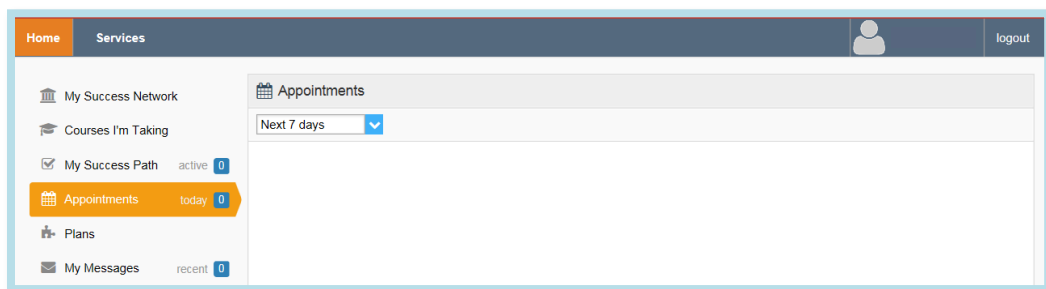 Home Services logout
My Success Network
Courses I'm Taking
My Success Path active 0
Appointments today 0
Plans
My Messages recent 0
Appointments
Next 7 days